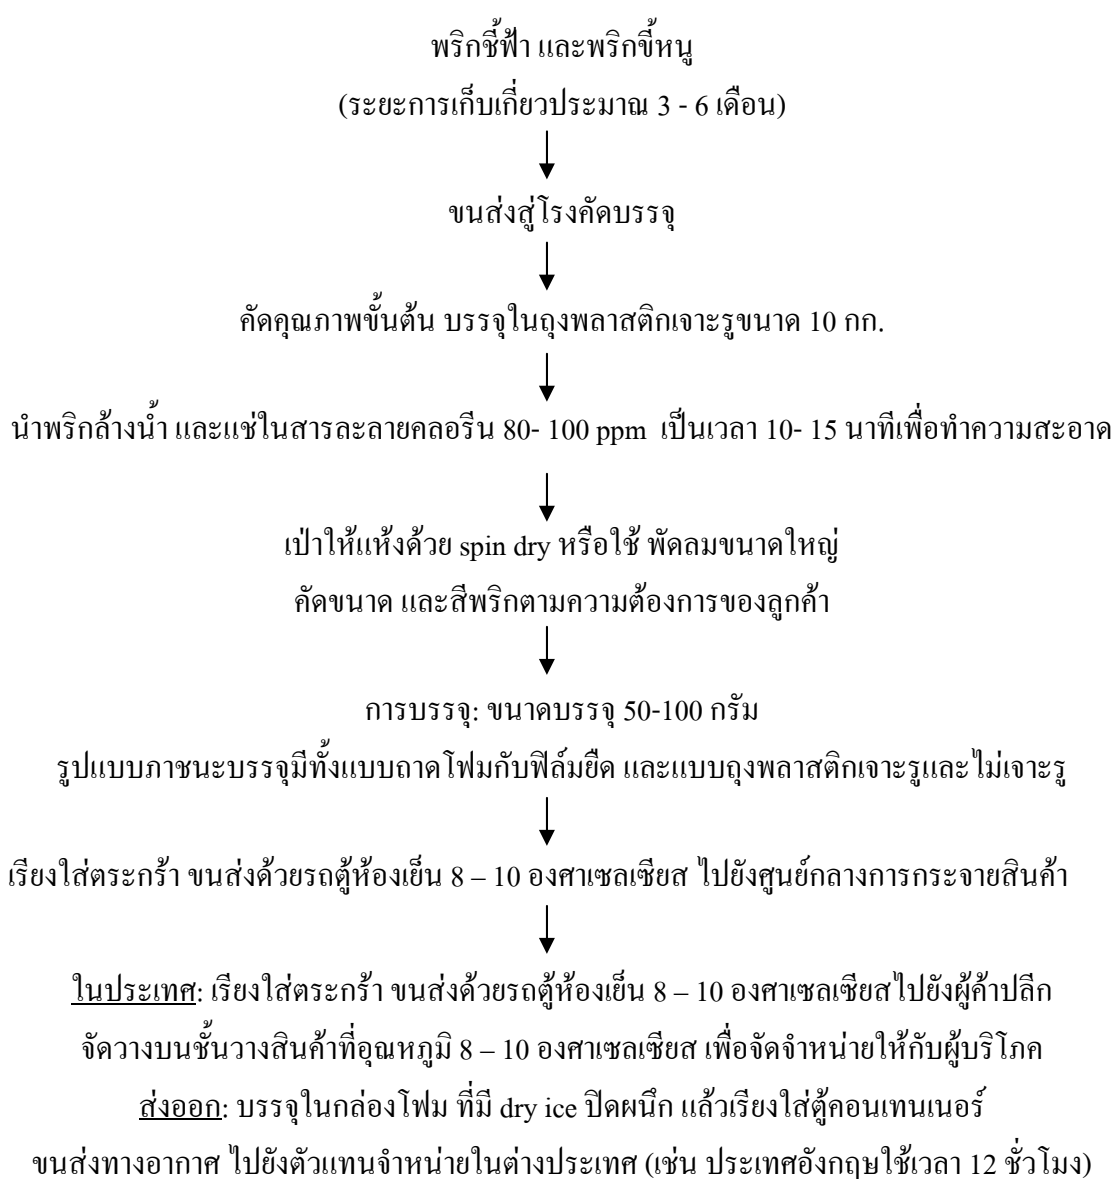 พริกชี้ฟ้า และพริกขี้หนู
(ระยะการเก็บเกี่ยวประมาณ 3 - 6 เดือน)
ขนส่งสู่โรงคัดบรรจุ
คัดคุณภาพขั้นต้น บรรจุในถุงพลาสติกเจาะรูขนาด 10 กก.
นำพริกล้างน้ำ และแช่ในสารละลายคลอรีน 80- 100 ppm เป็นเวลา 10- 15 นาทีเพื่อทำความสะอาด
เป่าให้แห้งด้วย spin dry หรือใช้ พัดลมขนาดใหญ่
คัดขนาด และสีพริกตามความต้องการของลูกค้า
การบรรจุ: ขนาดบรรจุ 50-100 กรัม
รูปแบบภาชนะบรรจุมีทั้งแบบถาดโฟมกับฟิล์มยืด และแบบถุงพลาสติกเจาะรูและไม่เจาะรู
เรียงใส่ตระกร้า ขนส่งด้วยรถตู้ห้องเย็น 8 – 10 องศาเซลเซียส ไปยังศูนย์กลางการกระจายสินค้า
ในประเทศ: เรียงใส่ตระกร้า ขนส่งด้วยรถตู้ห้องเย็น 8 – 10 องศาเซลเซียสไปยังผู้ค้าปลีก
จัดวางบนชั้นวางสินค้าที่อุณหภูมิ 8 – 10 องศาเซลเซียส เพื่อจัดจำหน่ายให้กับผู้บริโภค
ส่งออก: บรรจุในกล่องโฟม ที่มี dry ice ปิดผนึก แล้วเรียงใส่ตู้คอนเทนเนอร์
ขนส่งทางอากาศ ไปยังตัวแทนจำหน่ายในต่างประเทศ (เช่น ประเทศอังกฤษใช้เวลา 12 ชั่วโมง)